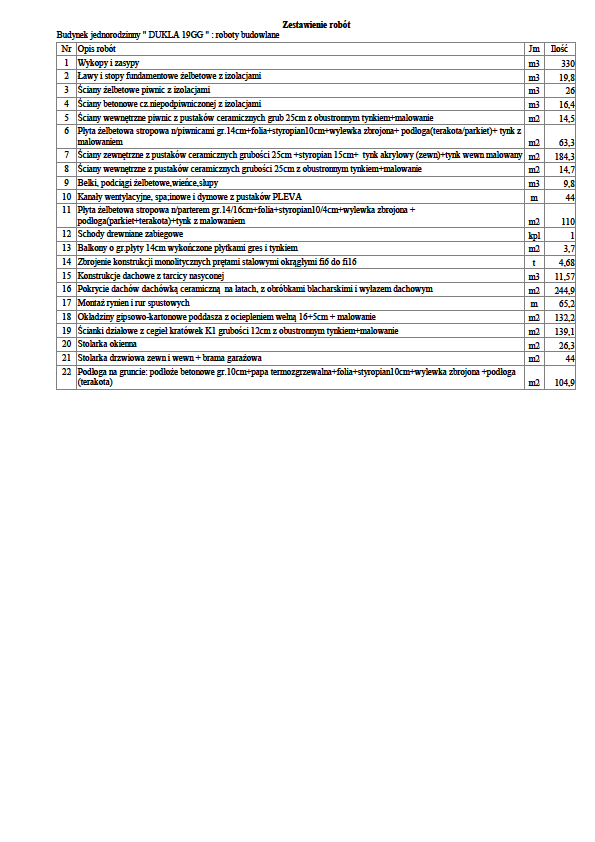 Zestawienie robót
Budynek jednorodzinny " DUKLA 19GG " : roboty budowlane
Nr Opis robót Jm Ilość
1 Wykopy i zasypy m3 330
2 Ławy i stopy fundamentowe żelbetowe z izolacjami m3 19,8
3 Ściany żelbetowe piwnic z izolacjami m3 26
4 Ściany betonowe cz.niepodpiwniczonej z izolacjami m3 16,4
5 Ściany wewnętrzne piwnic z pustaków ceramicznych grub 25cm z obustronnym tynkiem+malowanie m2 14,5
6 Płyta żelbetowa stropowa n/piwnicami gr.14cm+folia+styropian10cm+wylewka zbrojona+ podłoga(terakota/parkiet)+ tynk z
malowaniem m2 63,3
7 Ściany zewnętrzne z pustaków ceramicznych grubości 25cm +styropian 15cm+ tynk akrylowy (zewn)+tynk wewn malowany m2 184,3
8 Ściany wewnętrzne z pustaków ceramicznych grubości 25cm z obustronnym tynkiem+malowanie m2 14,7
9 Belki, podciągi żelbetowe,wieńce,słupy m3 9,8
10 Kanały wentylacyjne, spa;inowe i dymowe z pustaków PLEVA m 44
11 Płyta żelbetowa stropowa n/parterem gr.14/16cm+folia+styropian10/4cm+wylewka zbrojona +
podłoga(parkiet+terakota)+tynk z malowaniem m2 110
12 Schody drewniane zabiegowe kpl 1
13 Balkony o gr.płyty 14cm wykończone płytkami gres i tynkiem m2 3,7
14 Zbrojenie konstrukcji monolitycznych prętami stalowymi okrągłymi fi6 do fi16 t 4,68
15 Konstrukcje dachowe z tarcicy nasyconej m3 11,57
16 Pokrycie dachów dachówką ceramiczną na łatach, z obróbkami blacharskimi i wyłazem dachowym m2 244,9
17 Montaż rynien i rur spustowych m 65,2
18 Okładziny gipsowo-kartonowe poddasza z ociepleniem wełną 16+5cm + malowanie m2 132,2
19 Ścianki działowe z cegieł kratówek K1 grubości 12cm z obustronnym tynkiem+malowanie m2 139,1
20 Stolarka okienna m2 26,3
21 Stolarka drzwiowa zewn i wewn + brama garażowa m2 44
22 Podłoga na gruncie: podłoże betonowe gr.10cm+papa termozgrzewalna+folia+styropian10cm+wylewka zbrojona +podłoga
(terakota) m2 104,9